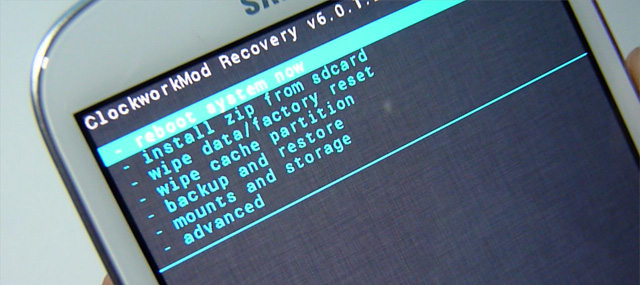 ClockworkMod Recovery v6.0.1.
- reboot system now
- install zip from sdcard
- wipe data/factory reset
- wipe cache partition
- backup and restore
- mounts and storage
- advanced